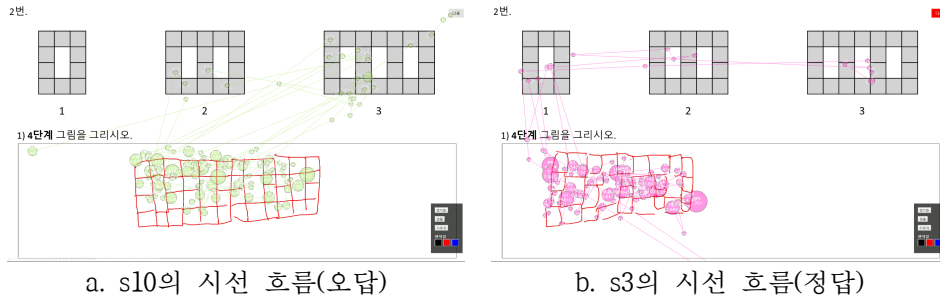 2번.
1
2
3
1) 4단계 그림을 그리시오.
a. s10의 시선 흐름(오답)
2번.
1
2
3
1) 4단계 그림을 그리시오.
b. s3의 시선 흐름(정답)